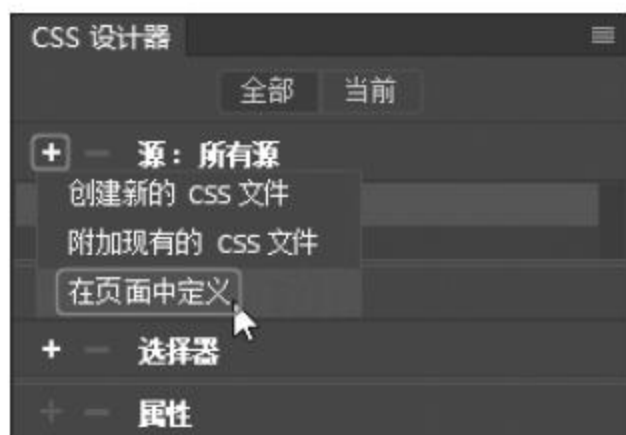 CSS 设计器
全部 当前
+ − 源： 所有源
创建新的 CSS 文件
附加现有的 CSS 文件
在页面中定义
+ − 选择器
+ − 属性